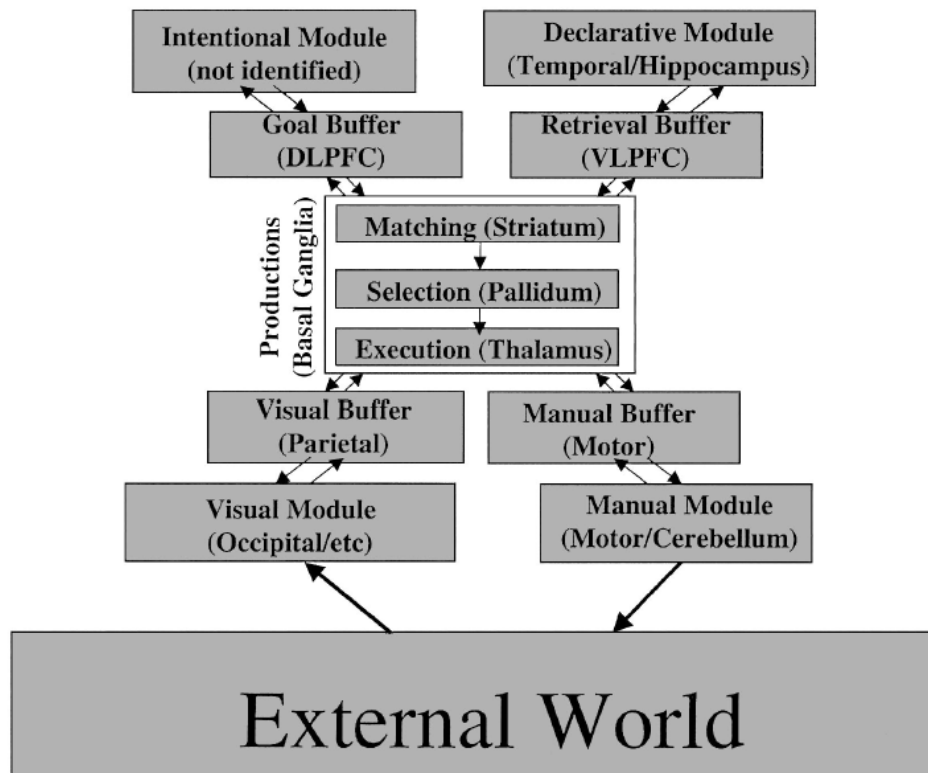 Intentional Module
(not identified)
Declarative Module
(Temporal/Hippocampus)
Goal Buffer
(DLPFC)
Retrieval Buffer
(VLPFC)
Productions
(Basal Ganglia)
Matching (Striatum)
Selection (Pallidum)
Execution (Thalamus)
Visual Buffer
(Parietal)
Manual Buffer
(Motor)
Visual Module
(Occipital/etc)
Manual Module
(Motor/Cerebellum)
External World